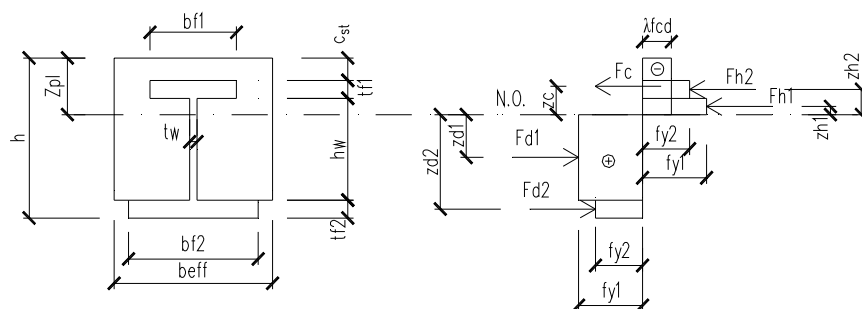 bf1
cst
λfcd
Zpl
tf1
Fc
Fh2
zh2
zc
Fh1
N.O.
h
tw
hw
zd2
zd1
Fd1
fy2
zh1
fy1
Fd2
tf2
bf2
beff
fy2
fy1